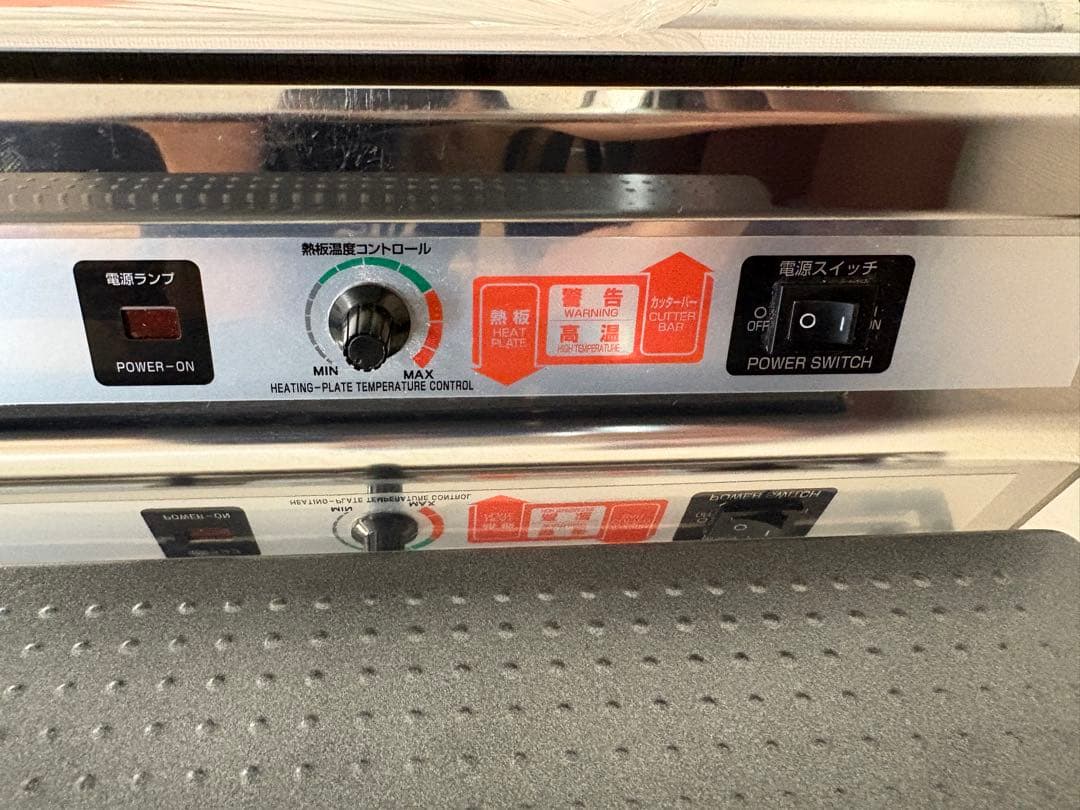 電源ランプ
POWER-ON
熱板温度コントロール
MIN
MAX
HEATING-PLATE TEMPERATURE CONTROL
熱板
HEAT
PLATE
警告
WARNING
高温
HIGH TEMPERATURE
カッターバー
CUTTER
BAR
電源スイッチ
O
OFF
O I
I
ON
POWER SWITCH